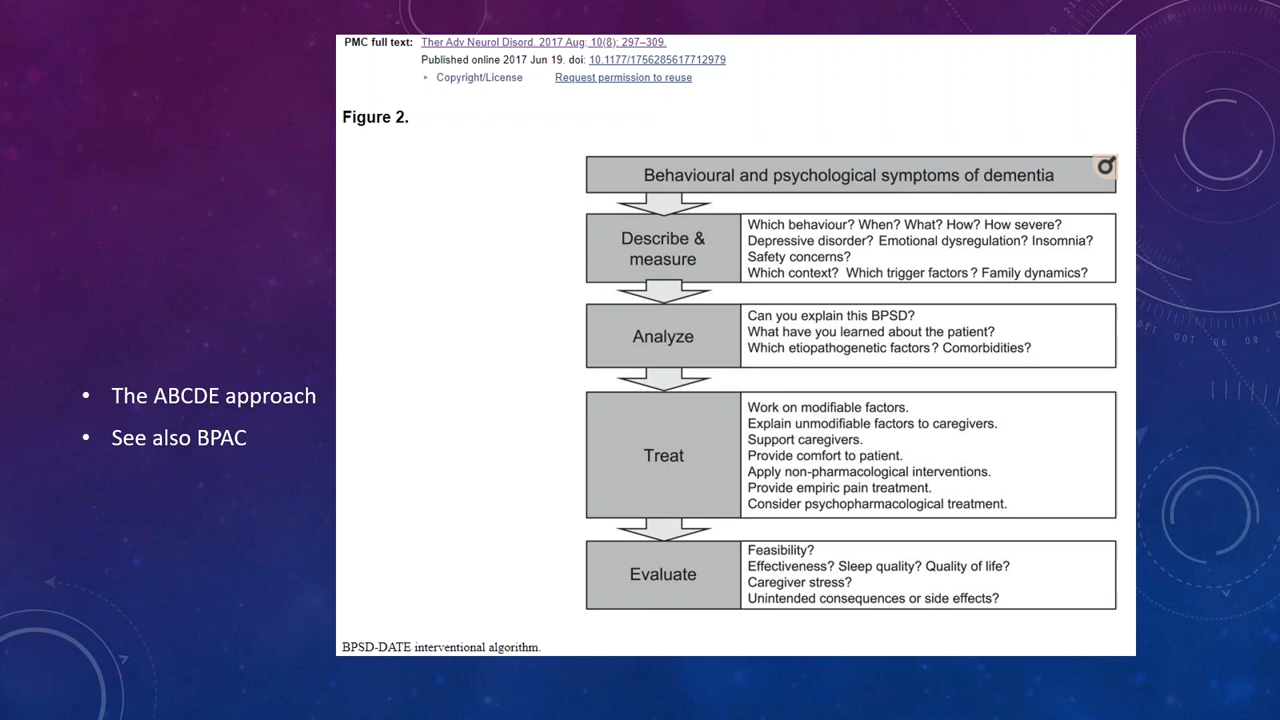 PMC full text: Ther Adv Neurol Disord. 2017 Aug; 10(8): 297–309.
Published online 2017 Jun 19. doi: 10.1177/1756285617712979
Copyright/License Request permission to reuse
Figure 2.
Behavioural and psychological symptoms of dementia
Describe &
measure
Which behaviour? When? What? How? How severe?
Depressive disorder? Emotional dysregulation? Insomnia?
Safety concerns?
Which context? Which trigger factors? Family dynamics?
Analyze
Can you explain this BPSD?
What have you learned about the patient?
Which etiopathogenetic factors? Comorbidities?
• The ABCDE approach
• See also BPAC
Treat
Work on modifiable factors.
Explain unmodifiable factors to caregivers.
Support caregivers.
Provide comfort to patient.
Apply non-pharmacological interventions.
Provide empiric pain treatment.
Consider psychopharmacological treatment.
Evaluate
Feasibility?
Effectiveness? Sleep quality? Quality of life?
Caregiver stress?
Unintended consequences or side effects?
BPSD-DATE interventional algorithm.